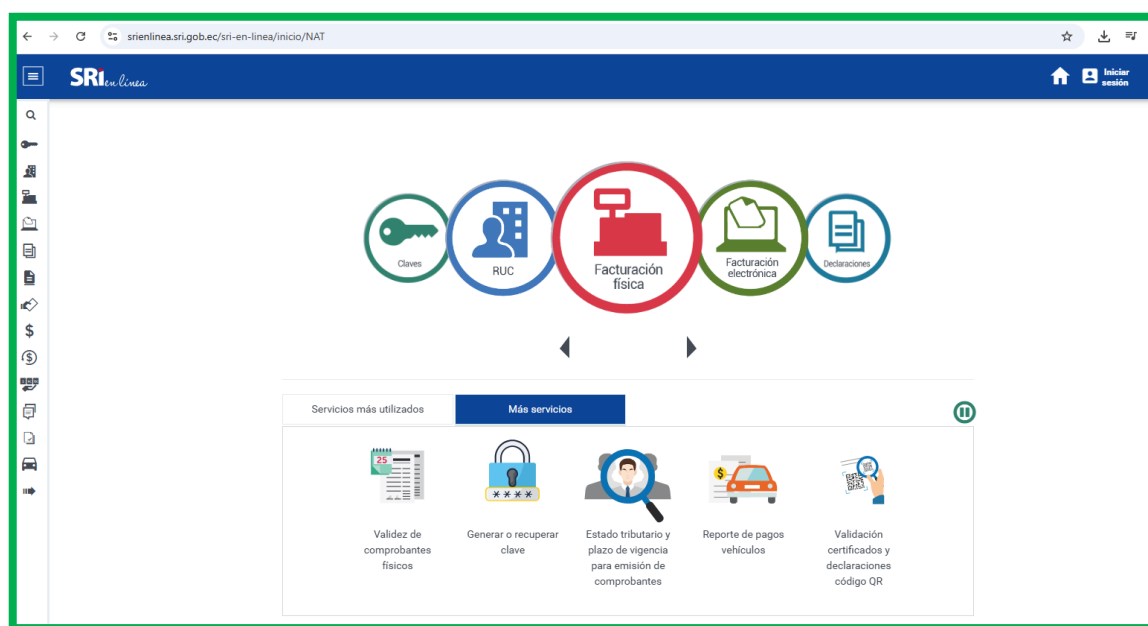 srienlinea.sri.gob.ec/sri-en-linea/inicio/NAT
SRi en línea
Iniciar
sesión
Claves
RUC
Facturación
física
Facturación
electrónica
Declaraciones
Servicios más utilizados
Más servicios
25
****
$
Validez de
comprobantes
físicos
Generar o recuperar
clave
Estado tributario y
plazo de vigencia
para emisión de
comprobantes
Reporte de pagos
vehículos
Validación
certificados y
declaraciones
código QR